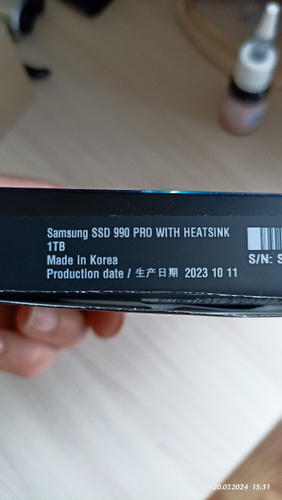 Samsung SSD 990 PRO WITH HEATSINK
1TB
Made in Korea
Production date / 生产日期 2023 10 11
S/N: S
20.07.2024 15:31